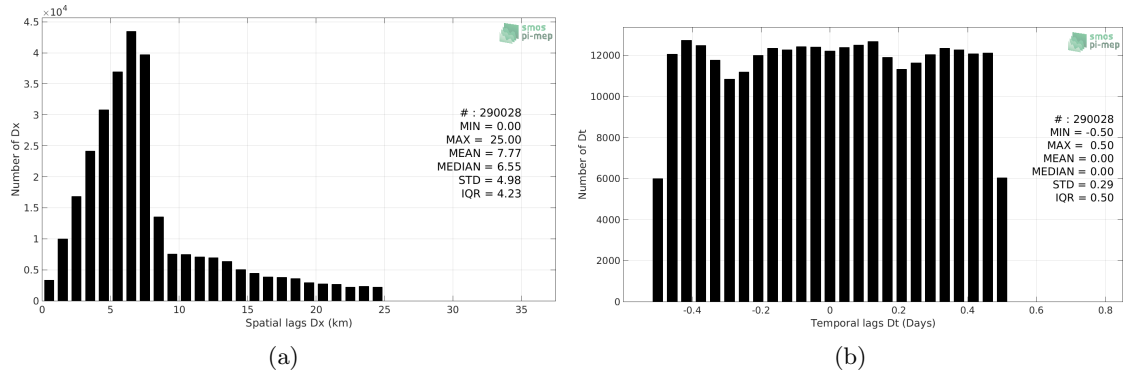 ×10⁴
4.5
4
3.5
3
2.5
2
1.5
1
0.5
0
Number of Dx
smos
pi-mep
# : 290028
MIN = 0.00
MAX = 25.00
MEAN = 7.77
MEDIAN = 6.55
STD = 4.98
IQR = 4.23
0 5 10 15 20 25 30 35
Spatial lags Dx (km)
(a)
12000
10000
8000
6000
4000
2000
0
Number of Dt
smos
pi-mep
# : 290028
MIN = -0.50
MAX = 0.50
MEAN = 0.00
MEDIAN = 0.00
STD = 0.29
IQR = 0.50
-0.4 -0.2 0 0.2 0.4 0.6 0.8
Temporal lags Dt (Days)
(b)